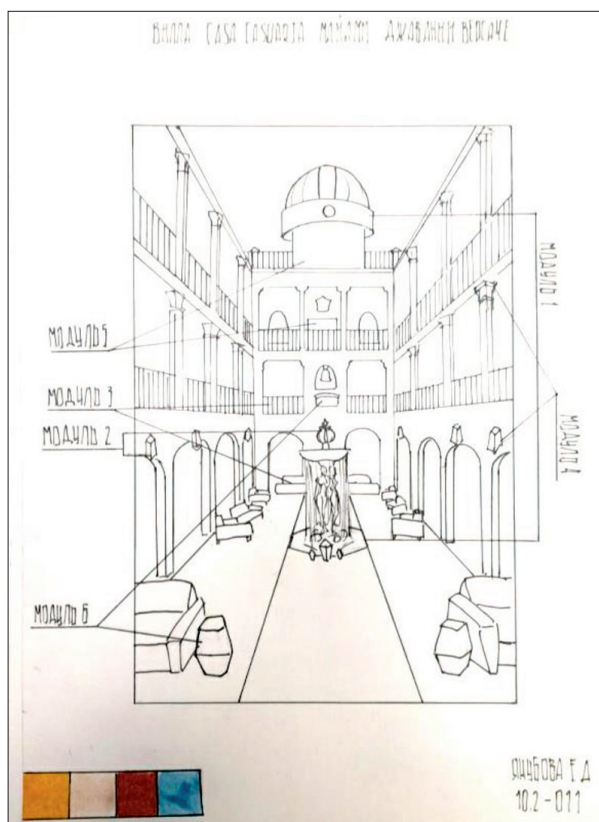 ВИЛЛА CASA CASUARINA МАЙАМИ ДЖАВАННИ ВЕРСАЧЕ
МОДУЛЬ 1
МОДУЛЬ 5
МОДУЛЬ 3
МОДУЛЬ 2
МОДУЛЬ 4
МОДУЛЬ 6
ЯКУБОВА Е Д
10.2-011